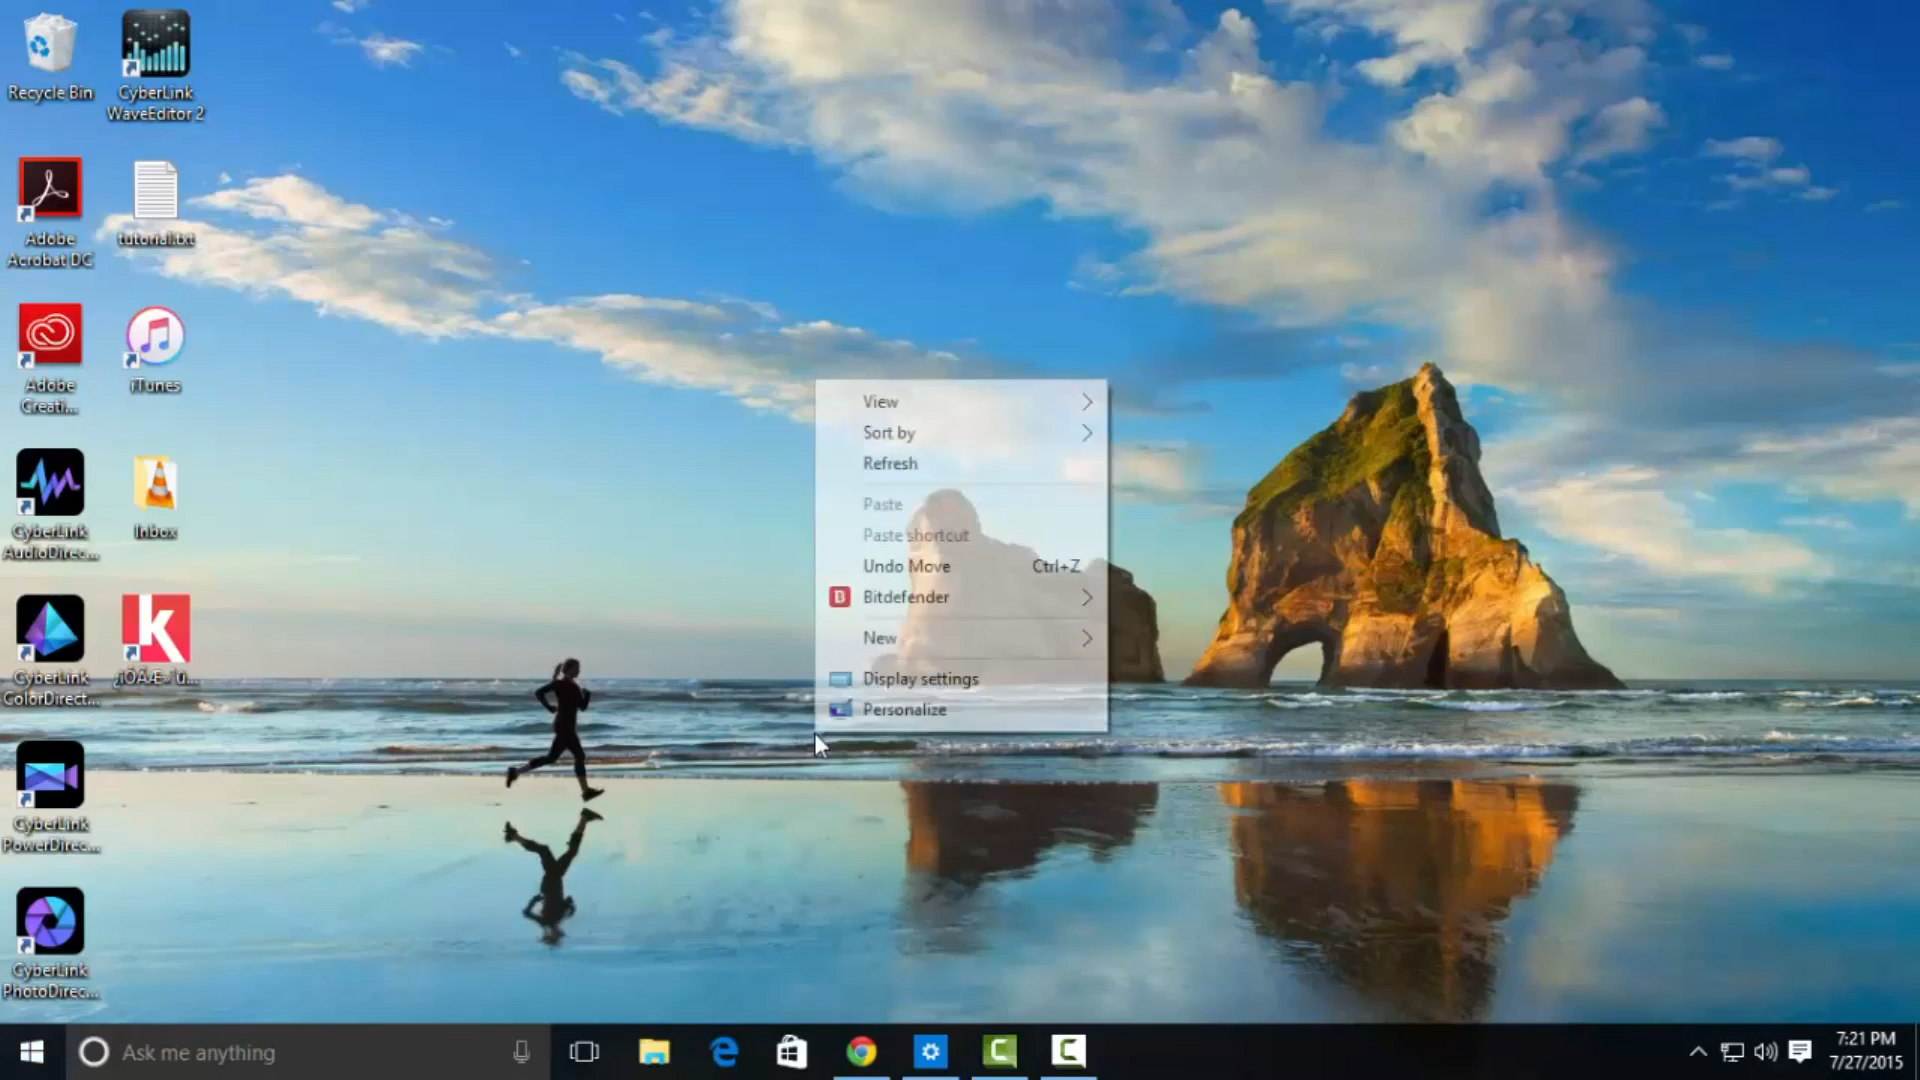 Recycle Bin
CyberLink
WaveEditor 2
Adobe
Acrobat DC
tutorial.txt
Adobe
Creati...
iTunes
CyberLink
AudioDirec...
Inbox
CyberLink
ColorDirect...
k
CyberLink
PowerDirec...
CyberLink
PhotoDirec...
View
Sort by
Refresh
Paste
Paste shortcut
Undo Move Ctrl+Z
B Bitdefender
New
Display settings
Personalize
Ask me anything
7:21 PM
7/27/2015